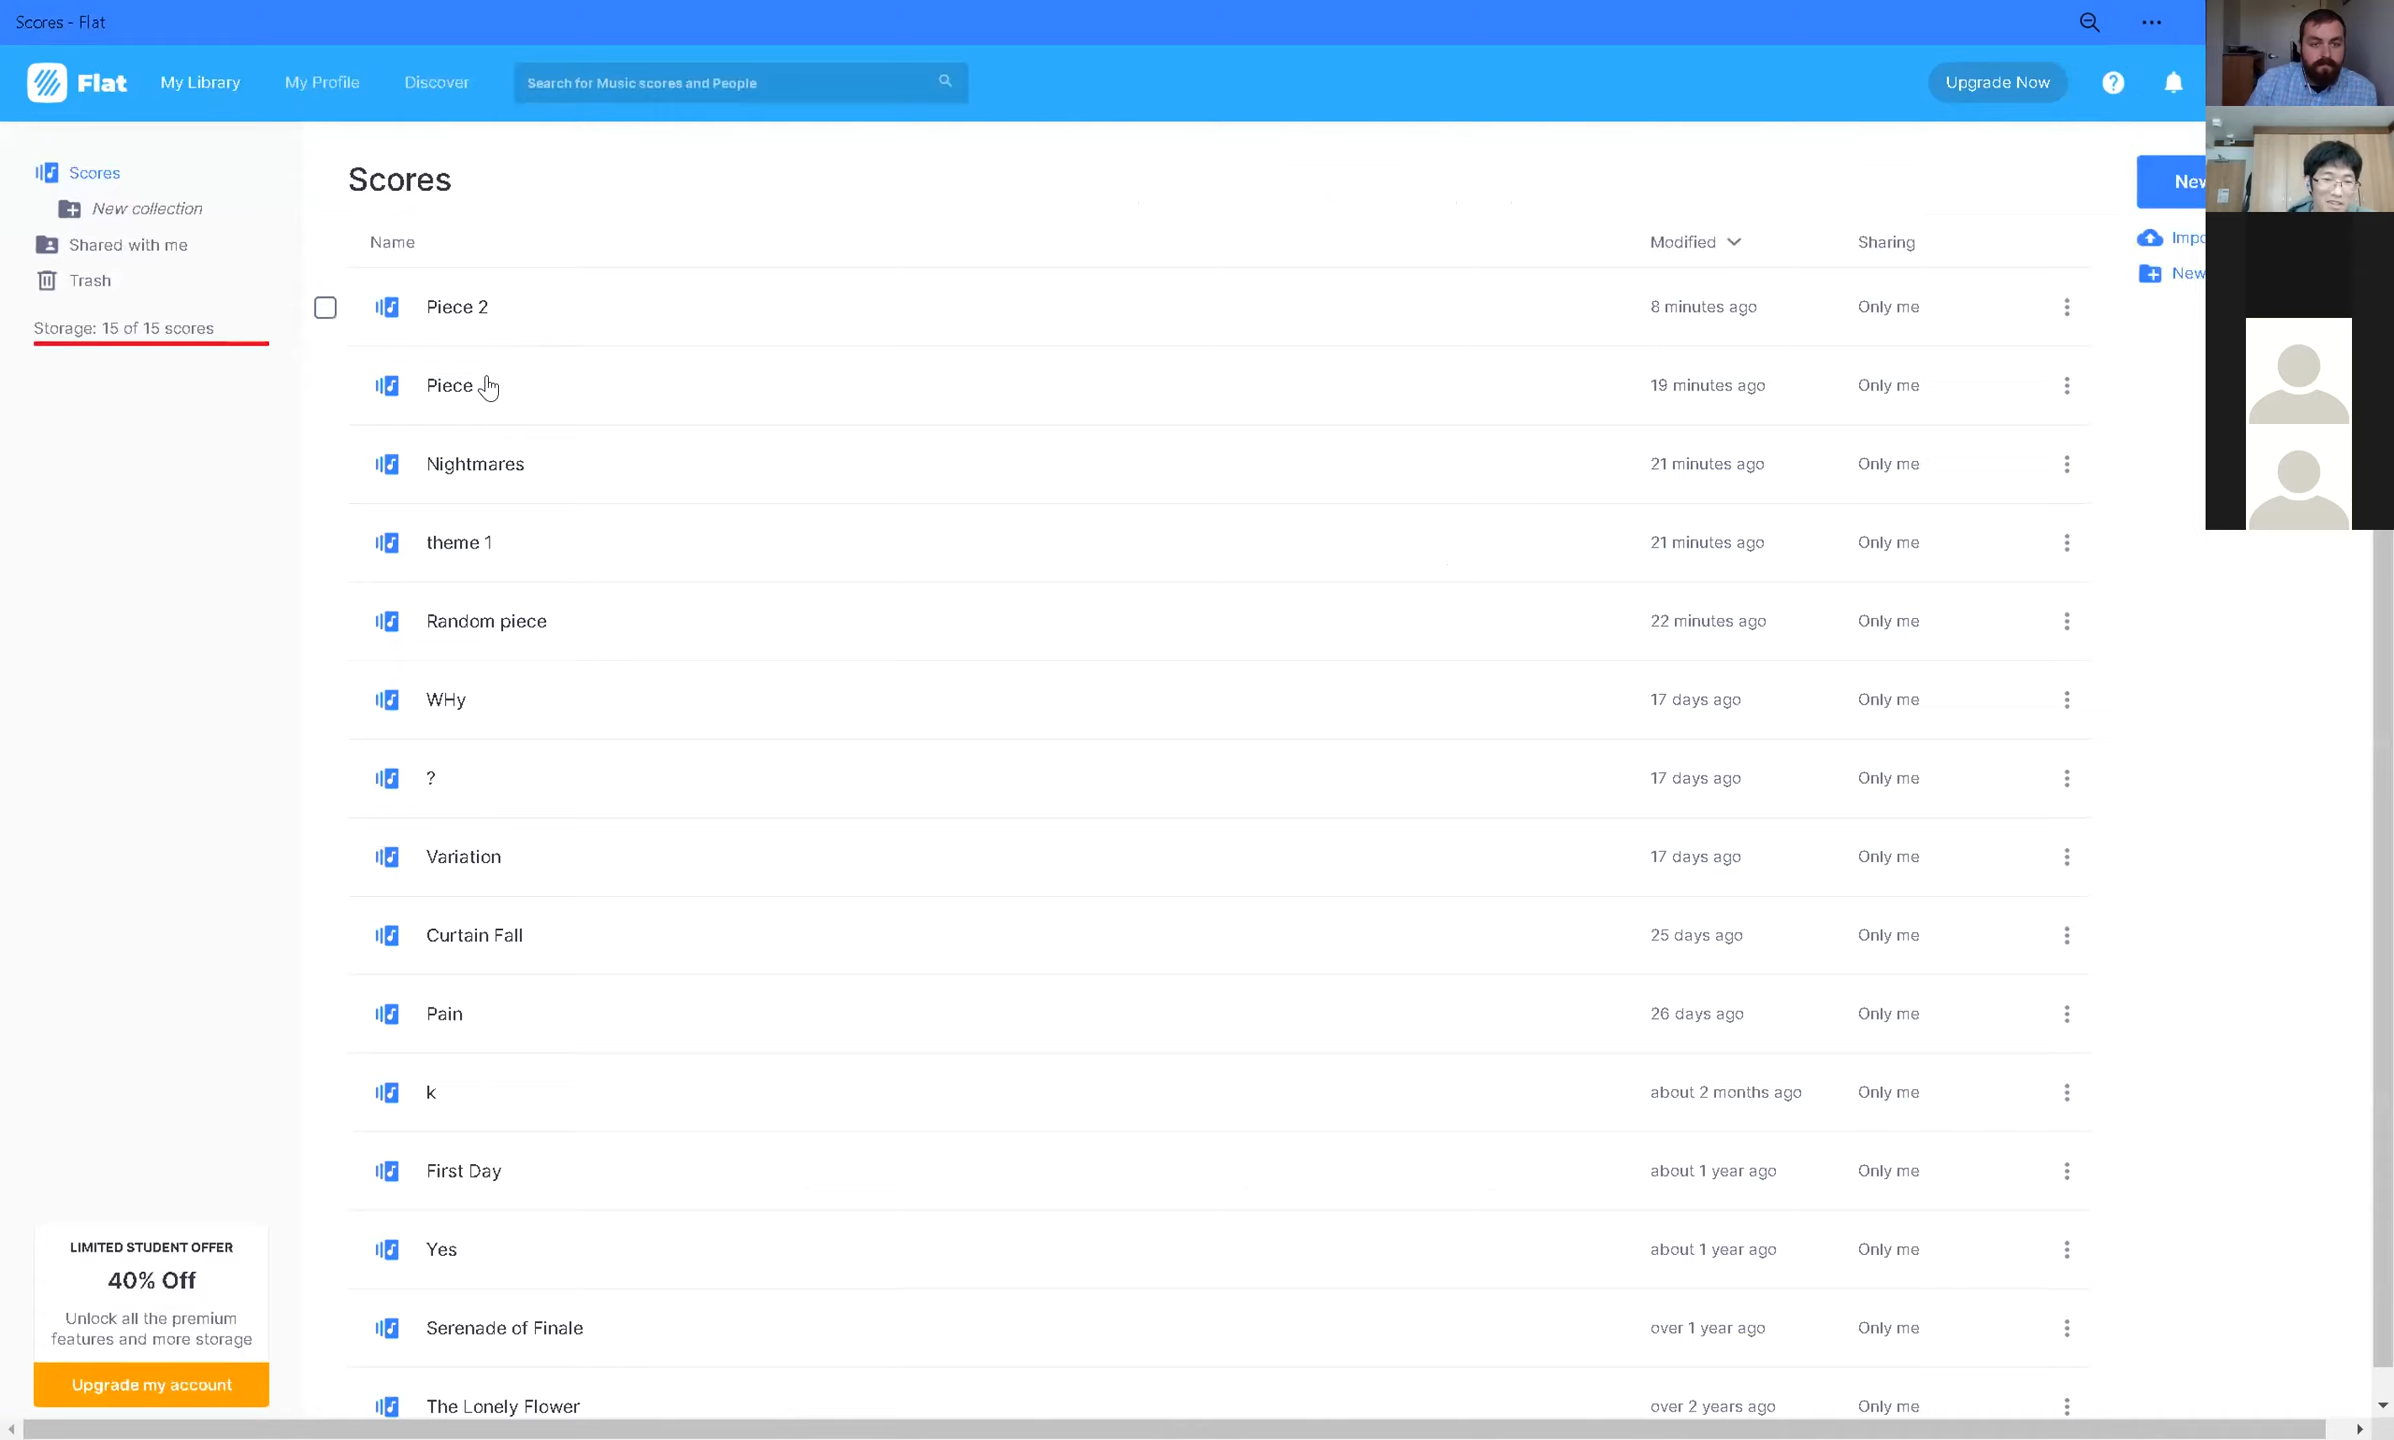 Scores - Flat
Flat
My Library
My Profile
Discover
Search for Music scores and People
Upgrade Now
?
Scores
New collection
Shared with me
Trash
Storage: 15 of 15 scores
Scores
New
Impo
New
Name Modified Sharing
Piece 2 8 minutes ago Only me
Piece 19 minutes ago Only me
Nightmares 21 minutes ago Only me
theme 1 21 minutes ago Only me
Random piece 22 minutes ago Only me
WHy 17 days ago Only me
? 17 days ago Only me
Variation 17 days ago Only me
Curtain Fall 25 days ago Only me
Pain 26 days ago Only me
k about 2 months ago Only me
First Day about 1 year ago Only me
Yes about 1 year ago Only me
Serenade of Finale over 1 year ago Only me
The Lonely Flower over 2 years ago Only me
LIMITED STUDENT OFFER
40% Off
Unlock all the premium
features and more storage
Upgrade my account